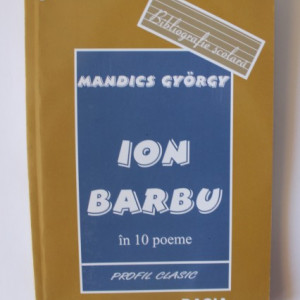 Bibliografie școlară
MANDICS GYÖRGY
ION
BARBU
în 10 poeme
PROFIL CLASIC